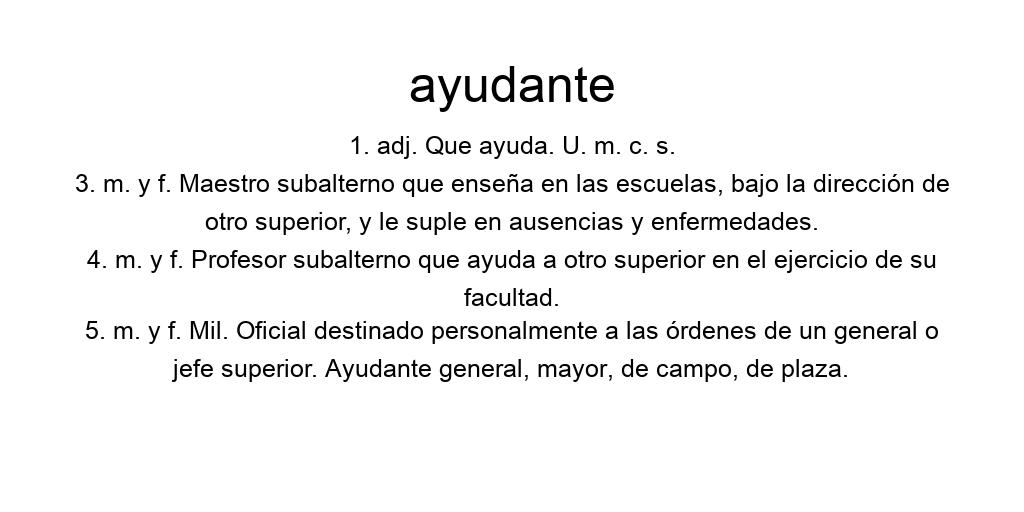 ayudante
1. adj. Que ayuda. U. m. c. s.
3. m. y f. Maestro subalterno que enseña en las escuelas, bajo la dirección de
otro superior, y le suple en ausencias y enfermedades.
4. m. y f. Profesor subalterno que ayuda a otro superior en el ejercicio de su
facultad.
5. m. y f. Mil. Oficial destinado personalmente a las órdenes de un general o
jefe superior. Ayudante general, mayor, de campo, de plaza.